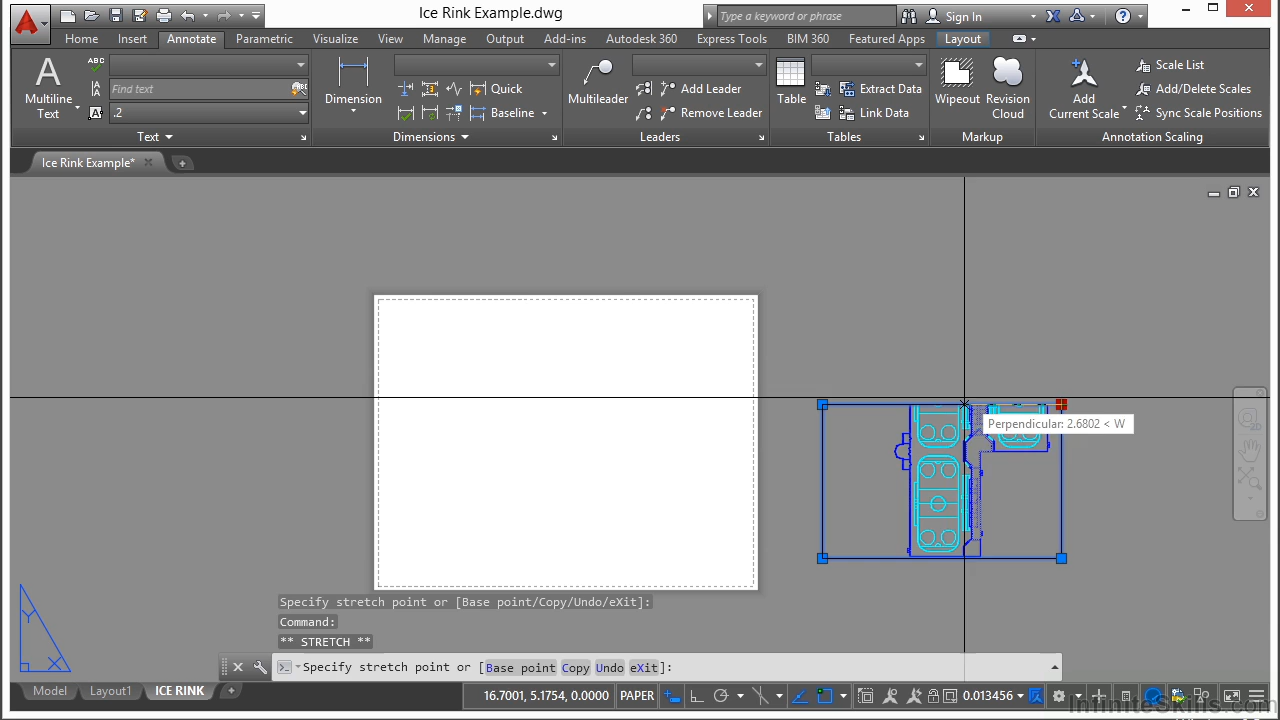 Ice Rink Example.dwg
Type a keyword or phrase
Sign In
Home Insert Annotate Parametric Visualize View Manage Output Add-ins Autodesk 360 Express Tools BIM 360 Featured Apps Layout
Multiline
Text
ABC
Find text
.2
Text
Dimension
Quick
Baseline
Dimensions
Multileader
Add Leader
Remove Leader
Leaders
Table
Extract Data
Link Data
Tables
Wipeout
Revision
Cloud
Markup
Add
Current Scale
Scale List
Add/Delete Scales
Sync Scale Positions
Annotation Scaling
Ice Rink Example*
Perpendicular: 2.6802 < W
Specify stretch point or [Base point/Copy/Undo/eXit]:
Command:
** STRETCH **
Specify stretch point or [Base point Copy Undo eXit]:
Y
X
Model Layout1 ICE RINK
16.7001, 5.1754, 0.0000 PAPER 0.013456
InfiniteSkills.com